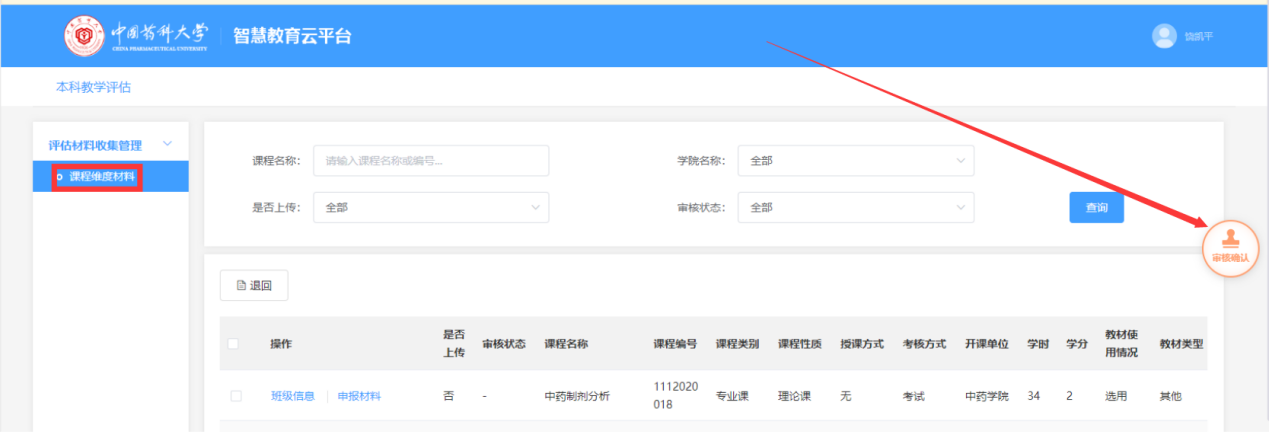 中国药科大学
CHINA PHARMACEUTICAL UNIVERSITY
智慧教育云平台
饶凯平
本科教学评估
评估材料收集管理
课程维度材料
课程名称： 请输入课程名称或编号... 学院名称： 全部
是否上传： 全部 审核状态： 全部 查询
审核确认
退回
操作 是否上传 审核状态 课程名称 课程编号 课程类别 课程性质 授课方式 考核方式 开课单位 学时 学分 教材使用情况 教材类型
班级信息 申报材料 否 - 中药制剂分析 1112020018 专业课 理论课 无 考试 中药学院 34 2 选用 其他